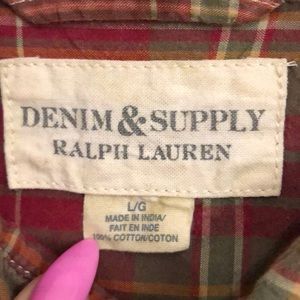 DENIM & SUPPLY
RALPH LAUREN
L/G
MADE IN INDIA/
FAIT EN INDE
100% COTTON/COTON